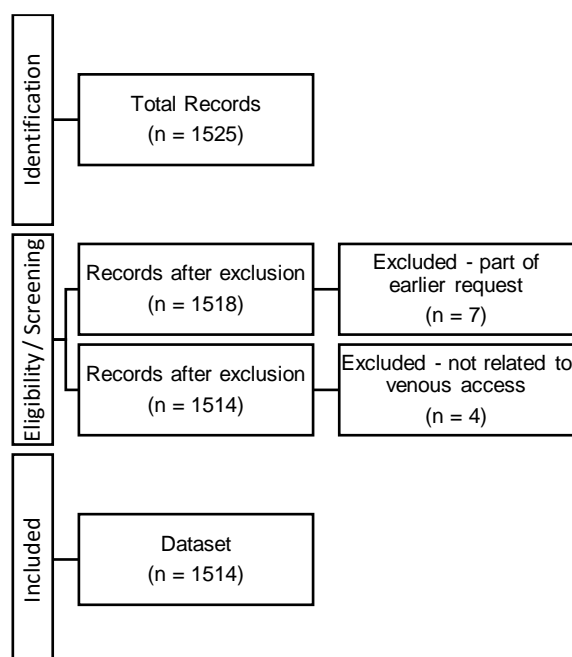 Identification
Total Records
(n = 1525)
Eligibility / Screening
Records after exclusion
(n = 1518)
Excluded - part of
earlier request
(n = 7)
Records after exclusion
(n = 1514)
Excluded - not related to
venous access
(n = 4)
Included
Dataset
(n = 1514)